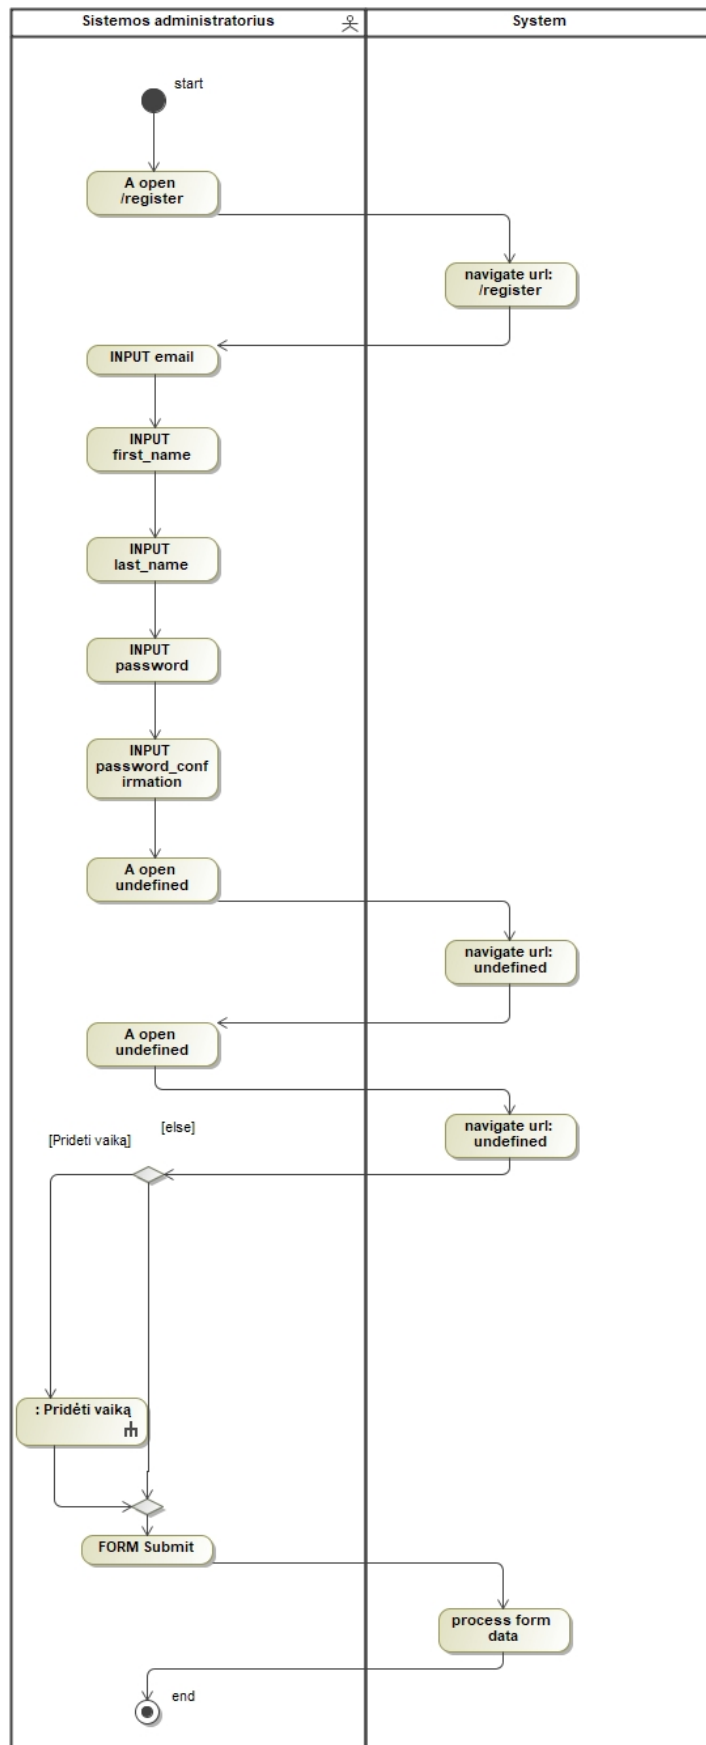 Sistemos administratorius
System
start
A open
/register
navigate url:
/register
INPUT email
INPUT
first_name
INPUT
last_name
INPUT
password
INPUT
password_conf
irmation
A open
undefined
navigate url:
undefined
A open
undefined
navigate url:
undefined
[else]
[Prideti vaiką]
: Pridėti vaiką
FORM Submit
process form
data
end